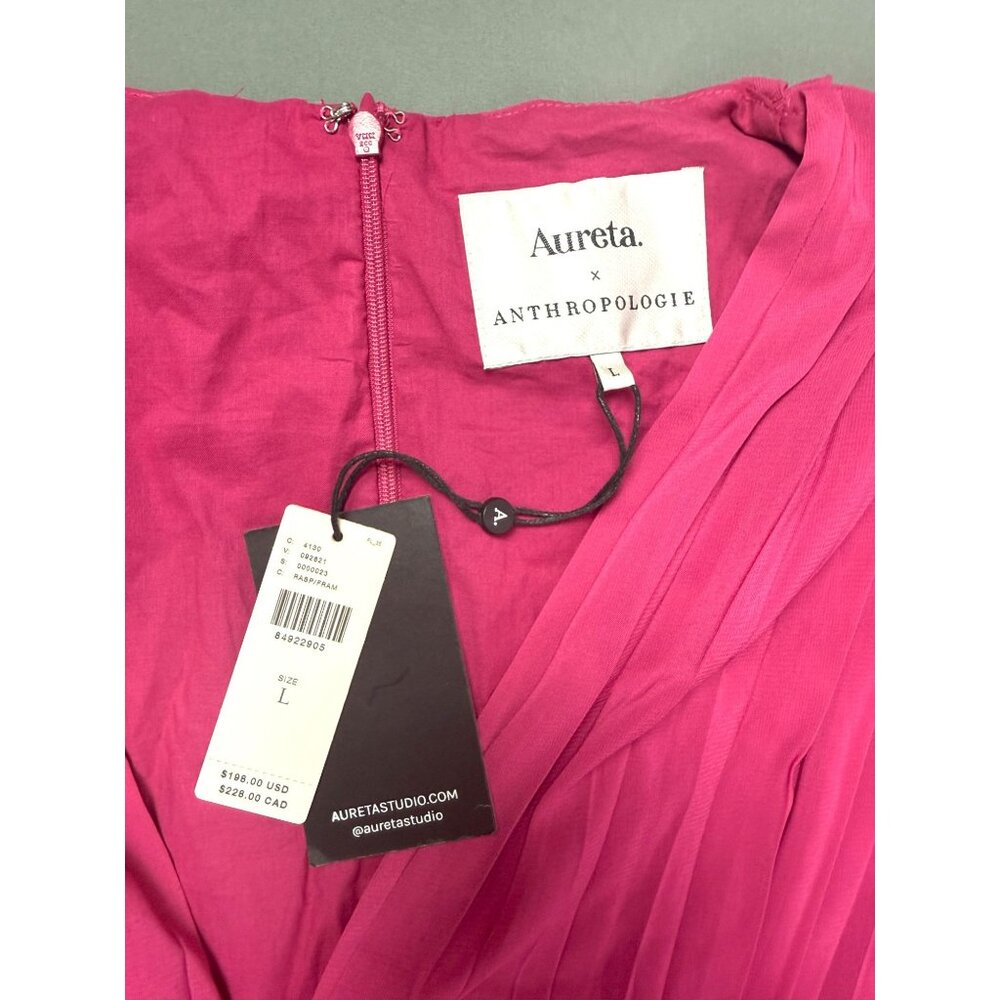 Aureta.
x
ANTHROPOLOGIE
L
A.
C: 4130
V: 092821
S: 0000023
C: RASP/FRAM
84922905
SIZE
L
$198.00 USD
$228.00 CAD
AURETASTUDIO.COM
@auretastudio